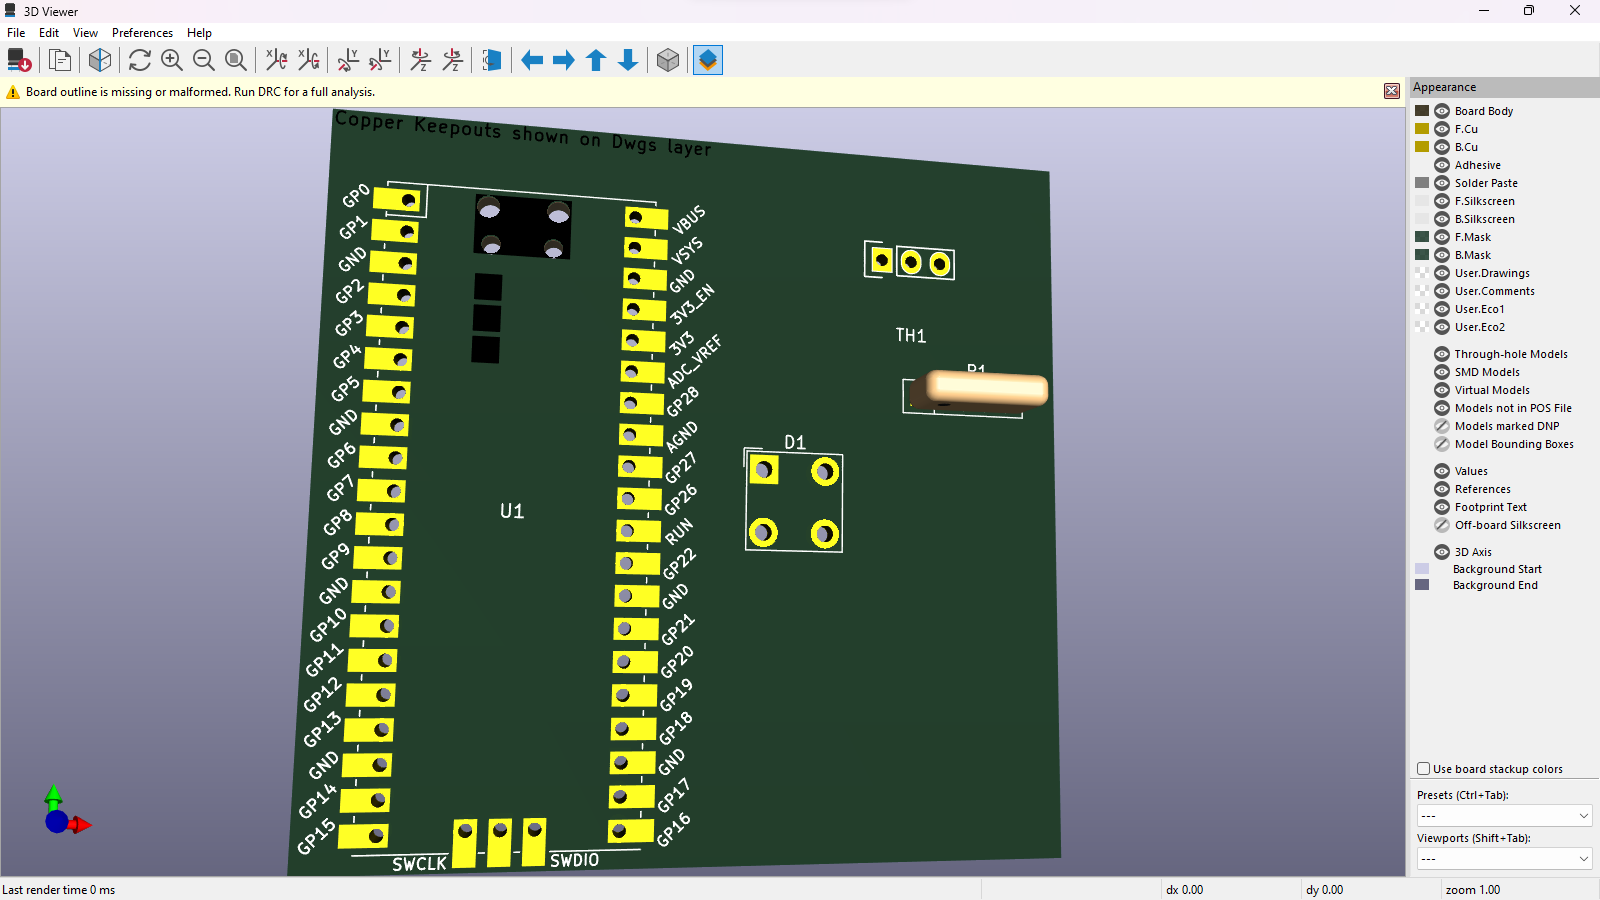 3D Viewer
File Edit View Preferences Help
Board outline is missing or malformed. Run DRC for a full analysis.
Copper Keepouts shown on Dwgs layer
GP0
GP1
GND
GP2
GP3
GP4
GP5
GND
GP6
GP7
GP8
GP9
GND
GP10
GP11
GP12
GP13
GND
GP14
GP15
U1
SWCLK
SWDIO
VBUS
VSYS
GND
3V3_EN
3V3
ADC_VREF
GP28
AGND
GP27
GP26
RUN
GP22
GND
GP21
GP20
GP19
GP18
GND
GP17
GP16
TH1
D1
Appearance
Board Body
F.Cu
B.Cu
Adhesive
Solder Paste
F.Silkscreen
B.Silkscreen
F.Mask
B.Mask
User.Drawings
User.Comments
User.Eco1
User.Eco2
Through-hole Models
SMD Models
Virtual Models
Models not in POS File
Models marked DNP
Model Bounding Boxes
Values
References
Footprint Text
Off-board Silkscreen
3D Axis
Background Start
Background End
Use board stackup colors
Presets (Ctrl+Tab):
---
Viewports (Shift+Tab):
---
Last render time 0 ms
dx 0.00
dy 0.00
zoom 1.00